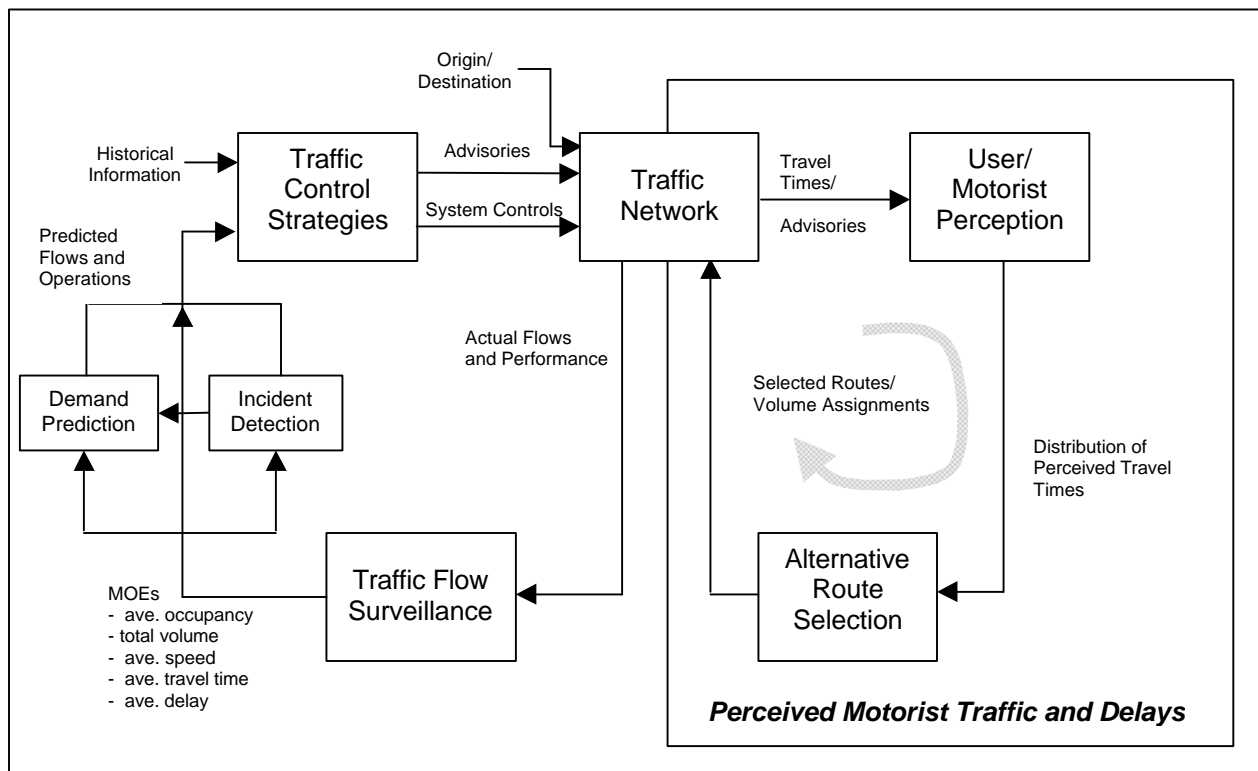 Origin/
Destination
Historical
Information
Traffic
Control
Strategies
Advisories
System Controls
Traffic
Network
Travel
Times/
Advisories
User/
Motorist
Perception
Predicted
Flows and
Operations
Actual Flows
and Performance
Demand
Prediction
Incident
Detection
Selected Routes/
Volume Assignments
Distribution of
Perceived Travel
Times
Traffic Flow
Surveillance
Alternative
Route
Selection
MOEs
- ave. occupancy
- total volume
- ave. speed
- ave. travel time
- ave. delay
Perceived Motorist Traffic and Delays